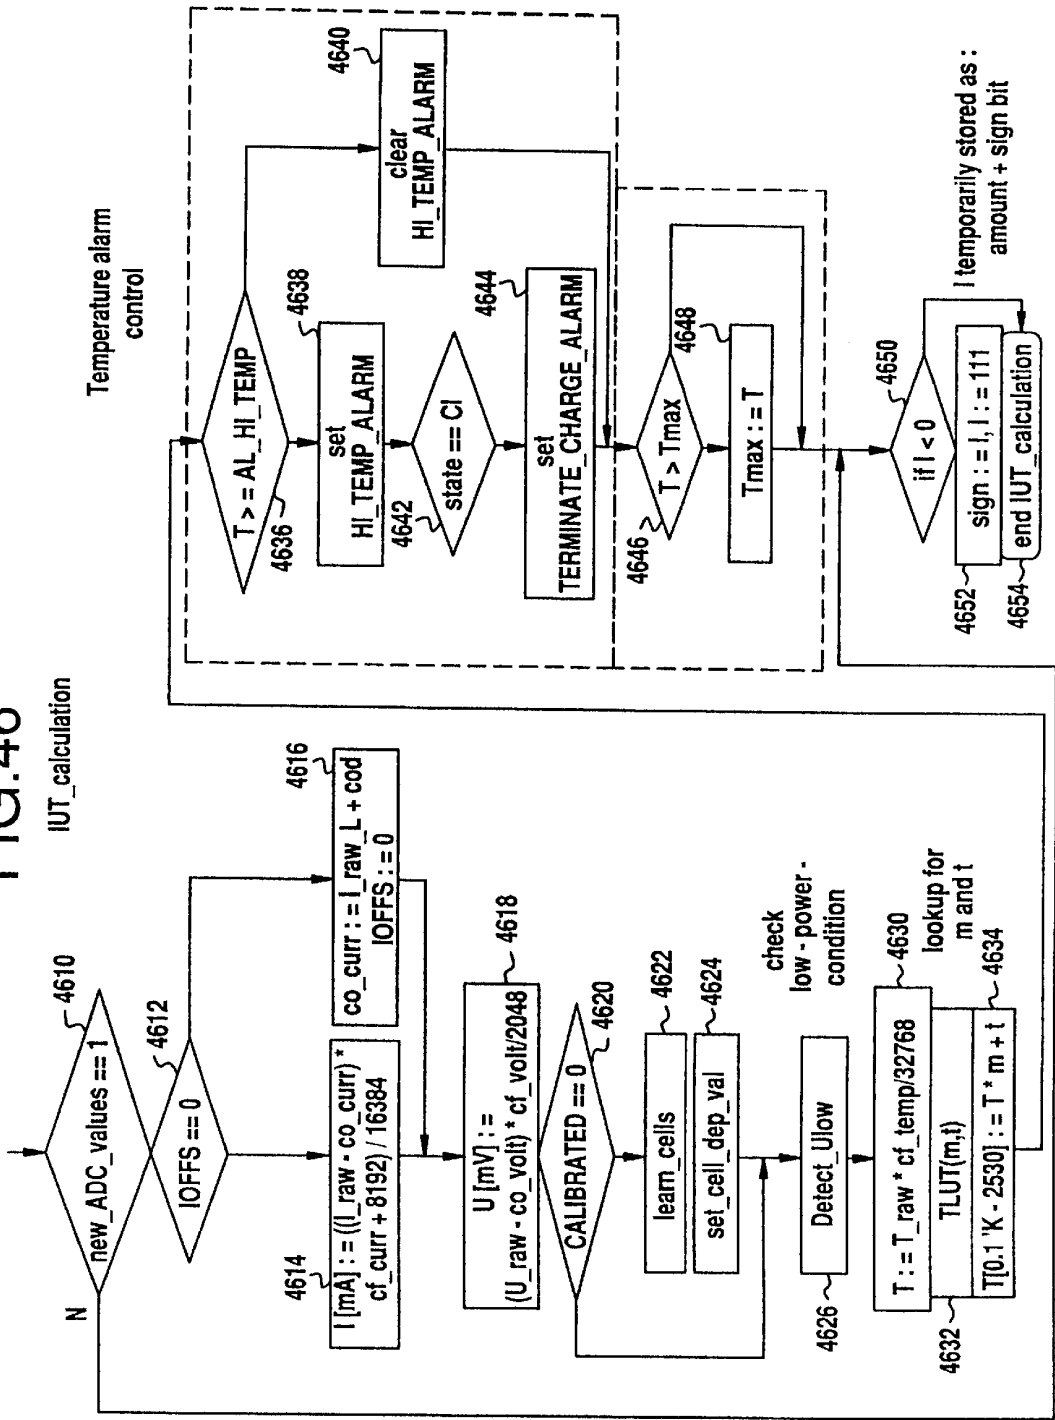 FIG.46
IUT_calculation
new_ADC_values == 1
4610
N
IOFFS == 0
4612
4614
I [mA] : = ((I_raw - co_curr) *
cf_curr + 8192) / 16384
4616
co_curr : = I_raw_L + cod
IOFFS : = 0
U [mV] : =
(U_raw - co_volt) * cf_volt/2048
4618
CALIBRATED == 0
4620
learn_cells
4622
set_cell_dep_val
4624
check
low - power -
condition
Detect_Ulow
4626
T : = T_raw * cf_temp/32768
4630
lookup for
m and t
TLUT(m,t)
4632
T[0.1 'K - 2530] : = T * m + t
4634
Temperature alarm
control
T > = AL_HI_TEMP
4636
set
HI_TEMP_ALARM
4638
clear
HI_TEMP_ALARM
4640
state == CI
4642
set
TERMINATE_CHARGE_ALARM
4644
T > Tmax
4646
Tmax : = T
4648
if I < 0
4650
I temporarily stored as :
amount + sign bit
sign : = I, I : = 111
4652
end IUT_calculation
4654